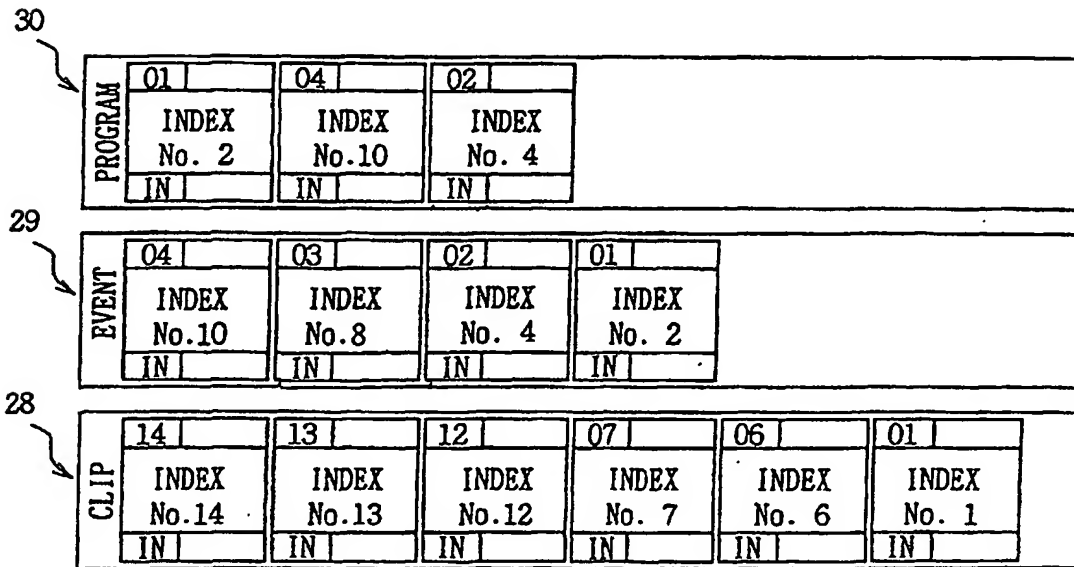 30
PROGRAM
01 04 02
INDEX INDEX INDEX
No. 2 No.10 No. 4
IN IN IN
29
EVENT
04 03 02 01
INDEX INDEX INDEX INDEX
No.10 No.8 No. 4 No. 2
IN IN IN IN
28
CLIP
14 13 12 07 06 01
INDEX INDEX INDEX INDEX INDEX INDEX
No.14 No.13 No.12 No. 7 No. 6 No. 1
IN IN IN IN IN IN